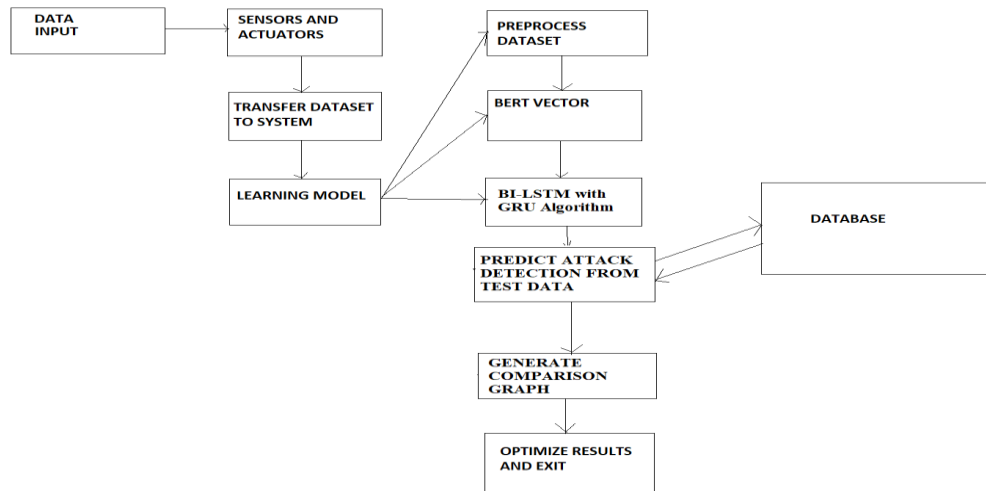 DATA
INPUT
SENSORS AND
ACTUATORS
PREPROCESS
DATASET
TRANSFER DATASET
TO SYSTEM
BERT VECTOR
LEARNING MODEL
BI-LSTM with
GRU Algorithm
DATABASE
PREDICT ATTACK
DETECTION FROM
TEST DATA
GENERATE
COMPARISON
GRAPH
OPTIMIZE RESULTS
AND EXIT